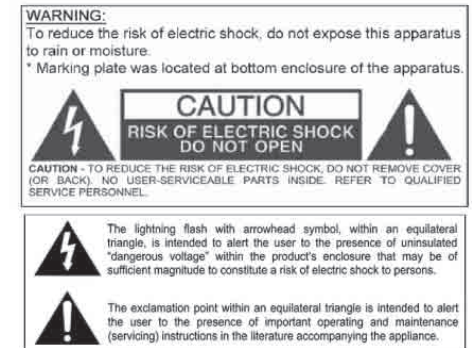 WARNING:
To reduce the risk of electric shock, do not expose this apparatus
to rain or moisture.
* Marking plate was located at bottom enclosure of the apparatus.
CAUTION
RISK OF ELECTRIC SHOCK
DO NOT OPEN
CAUTION - TO REDUCE THE RISK OF ELECTRIC SHOCK, DO NOT REMOVE COVER
(OR BACK). NO USER-SERVICEABLE PARTS INSIDE. REFER TO QUALIFIED
SERVICE PERSONNEL.
The lightning flash with arrowhead symbol, within an equilateral
triangle, is intended to alert the user to the presence of uninsulated
"dangerous voltage" within the product's enclosure that may be of
sufficient magnitude to constitute a risk of electric shock to persons.
The exclamation point within an equilateral triangle is intended to alert
the user to the presence of important operating and maintenance
(servicing) instructions in the literature accompanying the appliance.